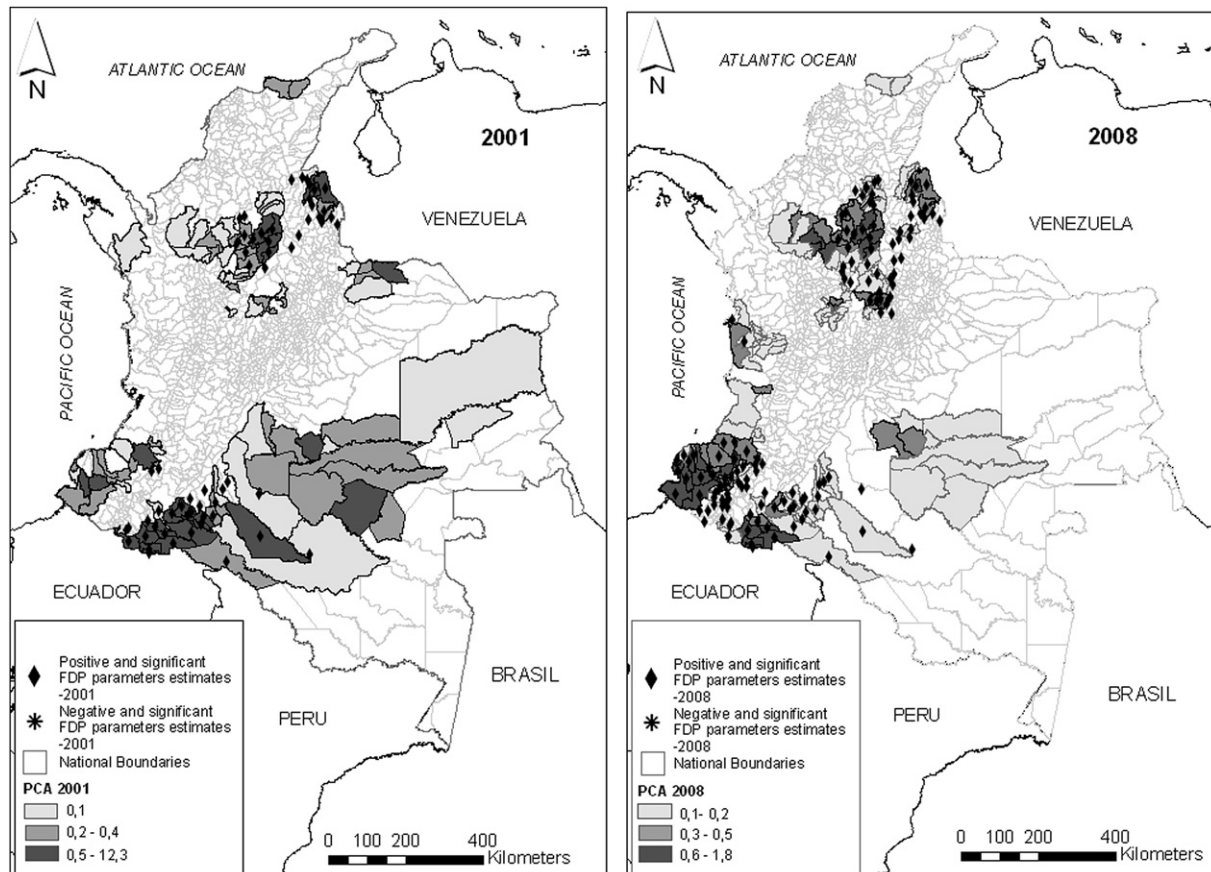 ATLANTIC OCEAN
N
2001
VENEZUELA
PACIFIC OCEAN
ECUADOR
PERU
BRASIL
Positive and significant
FDP parameters estimates
-2001
Negative and significant
FDP parameters estimates
-2001
National Boundaries
PCA 2001
0,1
0,2 - 0,4
0,5 - 12,3
0 100 200 400
Kilometers
ATLANTIC OCEAN
N
2008
VENEZUELA
PACIFIC OCEAN
ECUADOR
PERU
BRASIL
Positive and significant
FDP parameters estimates
-2008
Negative and significant
FDP parameters estimates
-2008
National Boundaries
PCA 2008
0,1- 0,2
0,3 - 0,5
0,6 - 1,8
0 100 200 400
Kilometers